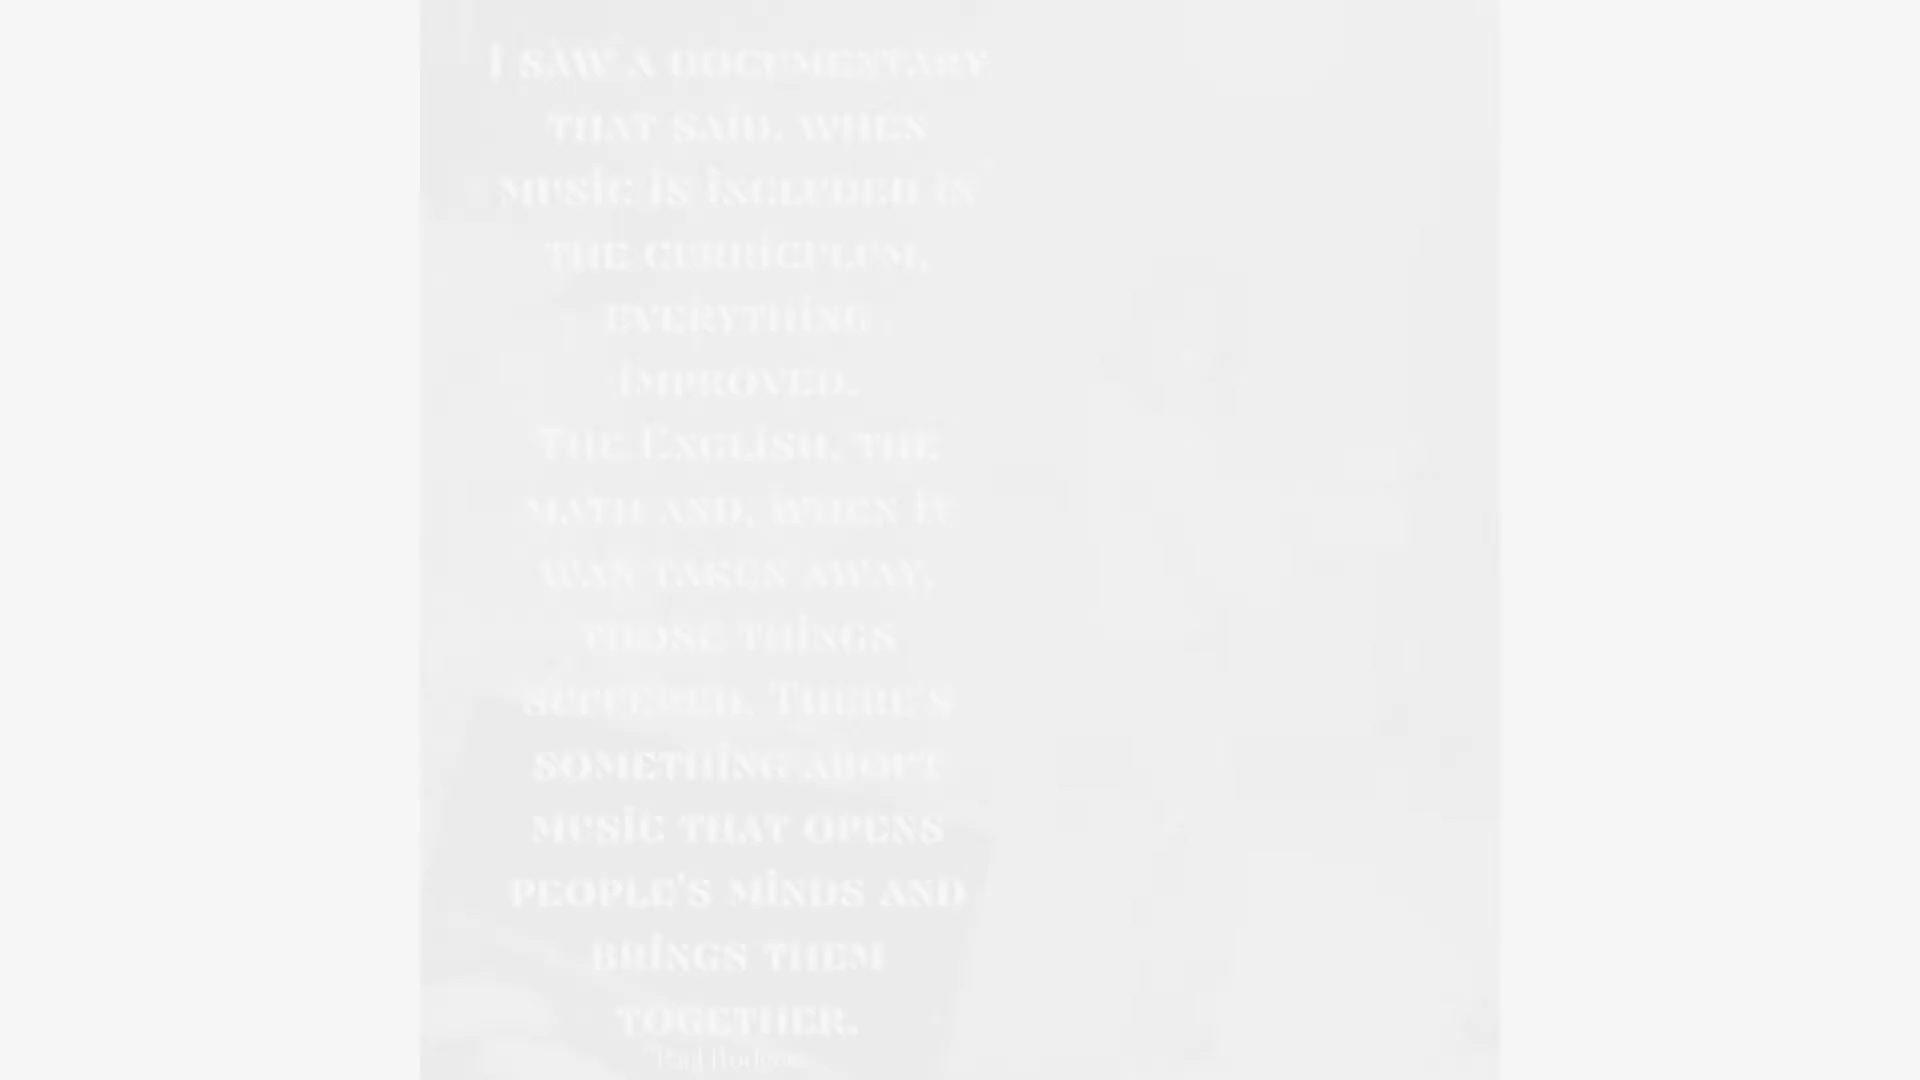 I SAW A DOCUMENTARY
THAT SAID, WHEN
MUSIC IS INCLUDED IN
THE CURRICULUM,
EVERYTHING
IMPROVED.
THE ENGLISH, THE
MATH AND, WHEN IT
WAS TAKEN AWAY,
THOSE THINGS
SUFFERED. THERE'S
SOMETHING ABOUT
MUSIC THAT OPENS
PEOPLE'S MINDS AND
BRINGS THEM
TOGETHER.
Paul Rodgers